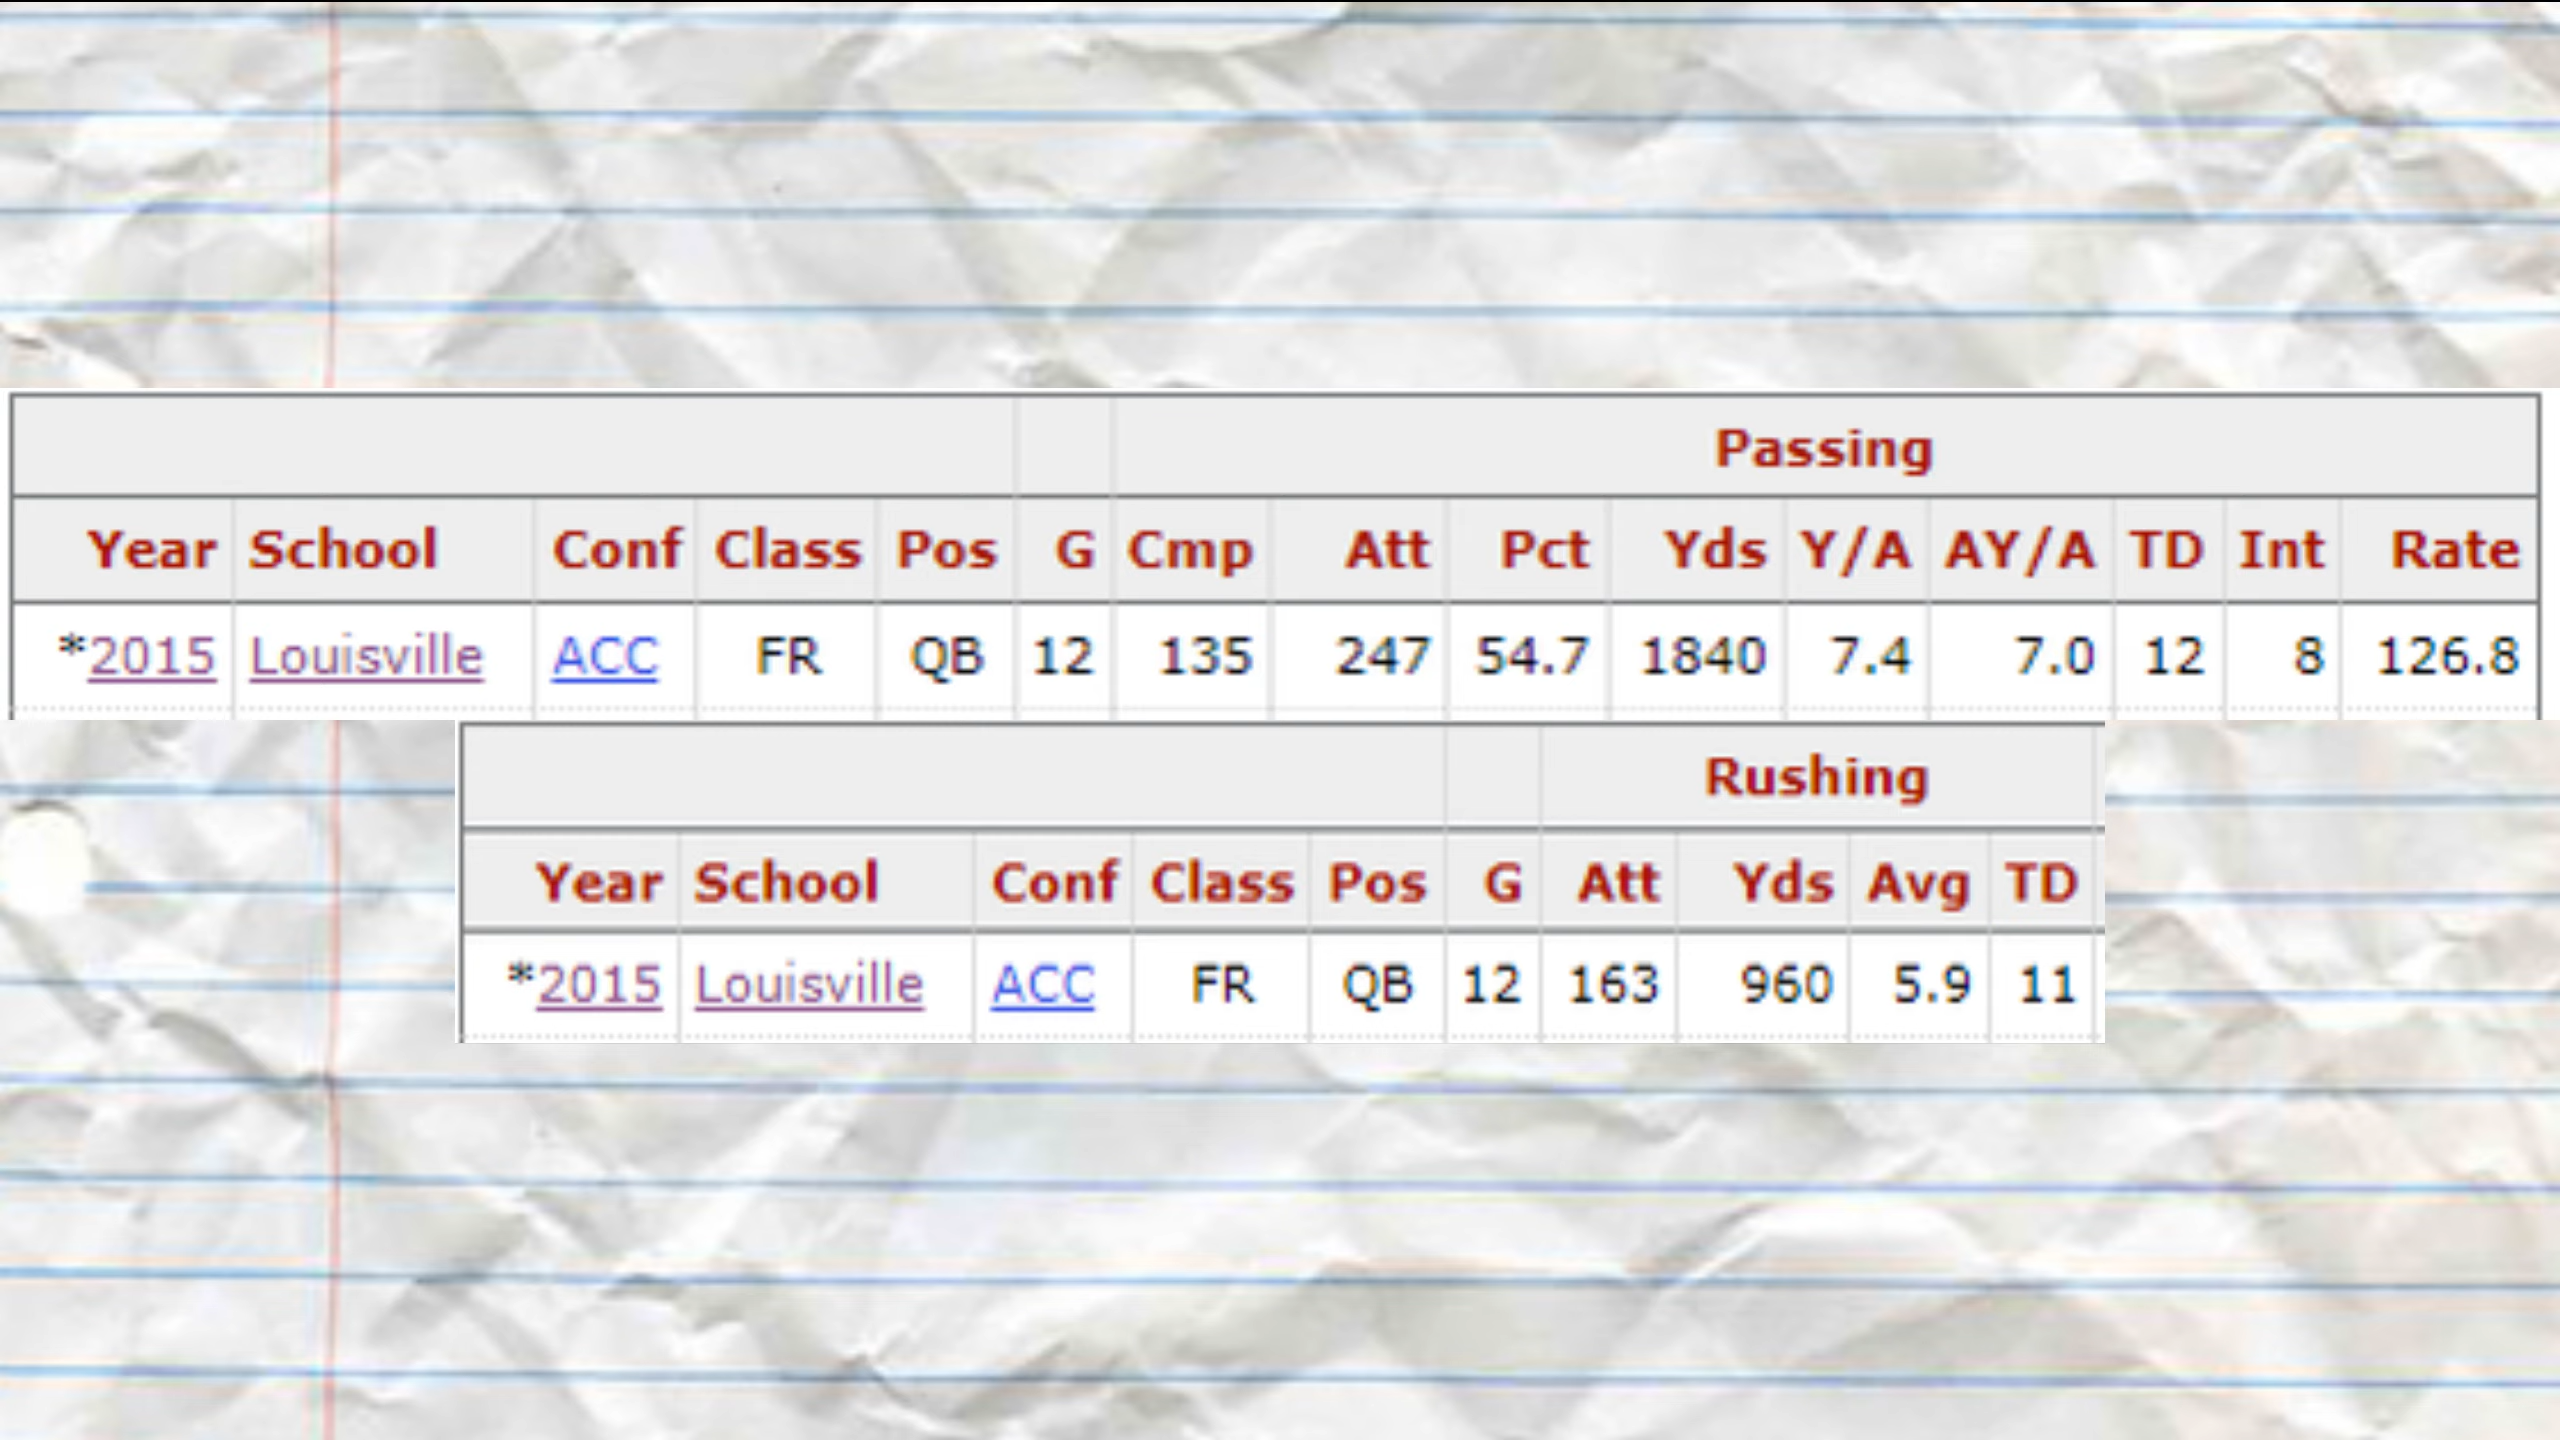 Passing
Year School Conf Class Pos G Cmp Att Pct Yds Y/A AY/A TD Int Rate
*2015 Louisville ACC FR QB 12 135 247 54.7 1840 7.4 7.0 12 8 126.8
Rushing
Year School Conf Class Pos G Att Yds Avg TD
*2015 Louisville ACC FR QB 12 163 960 5.9 11